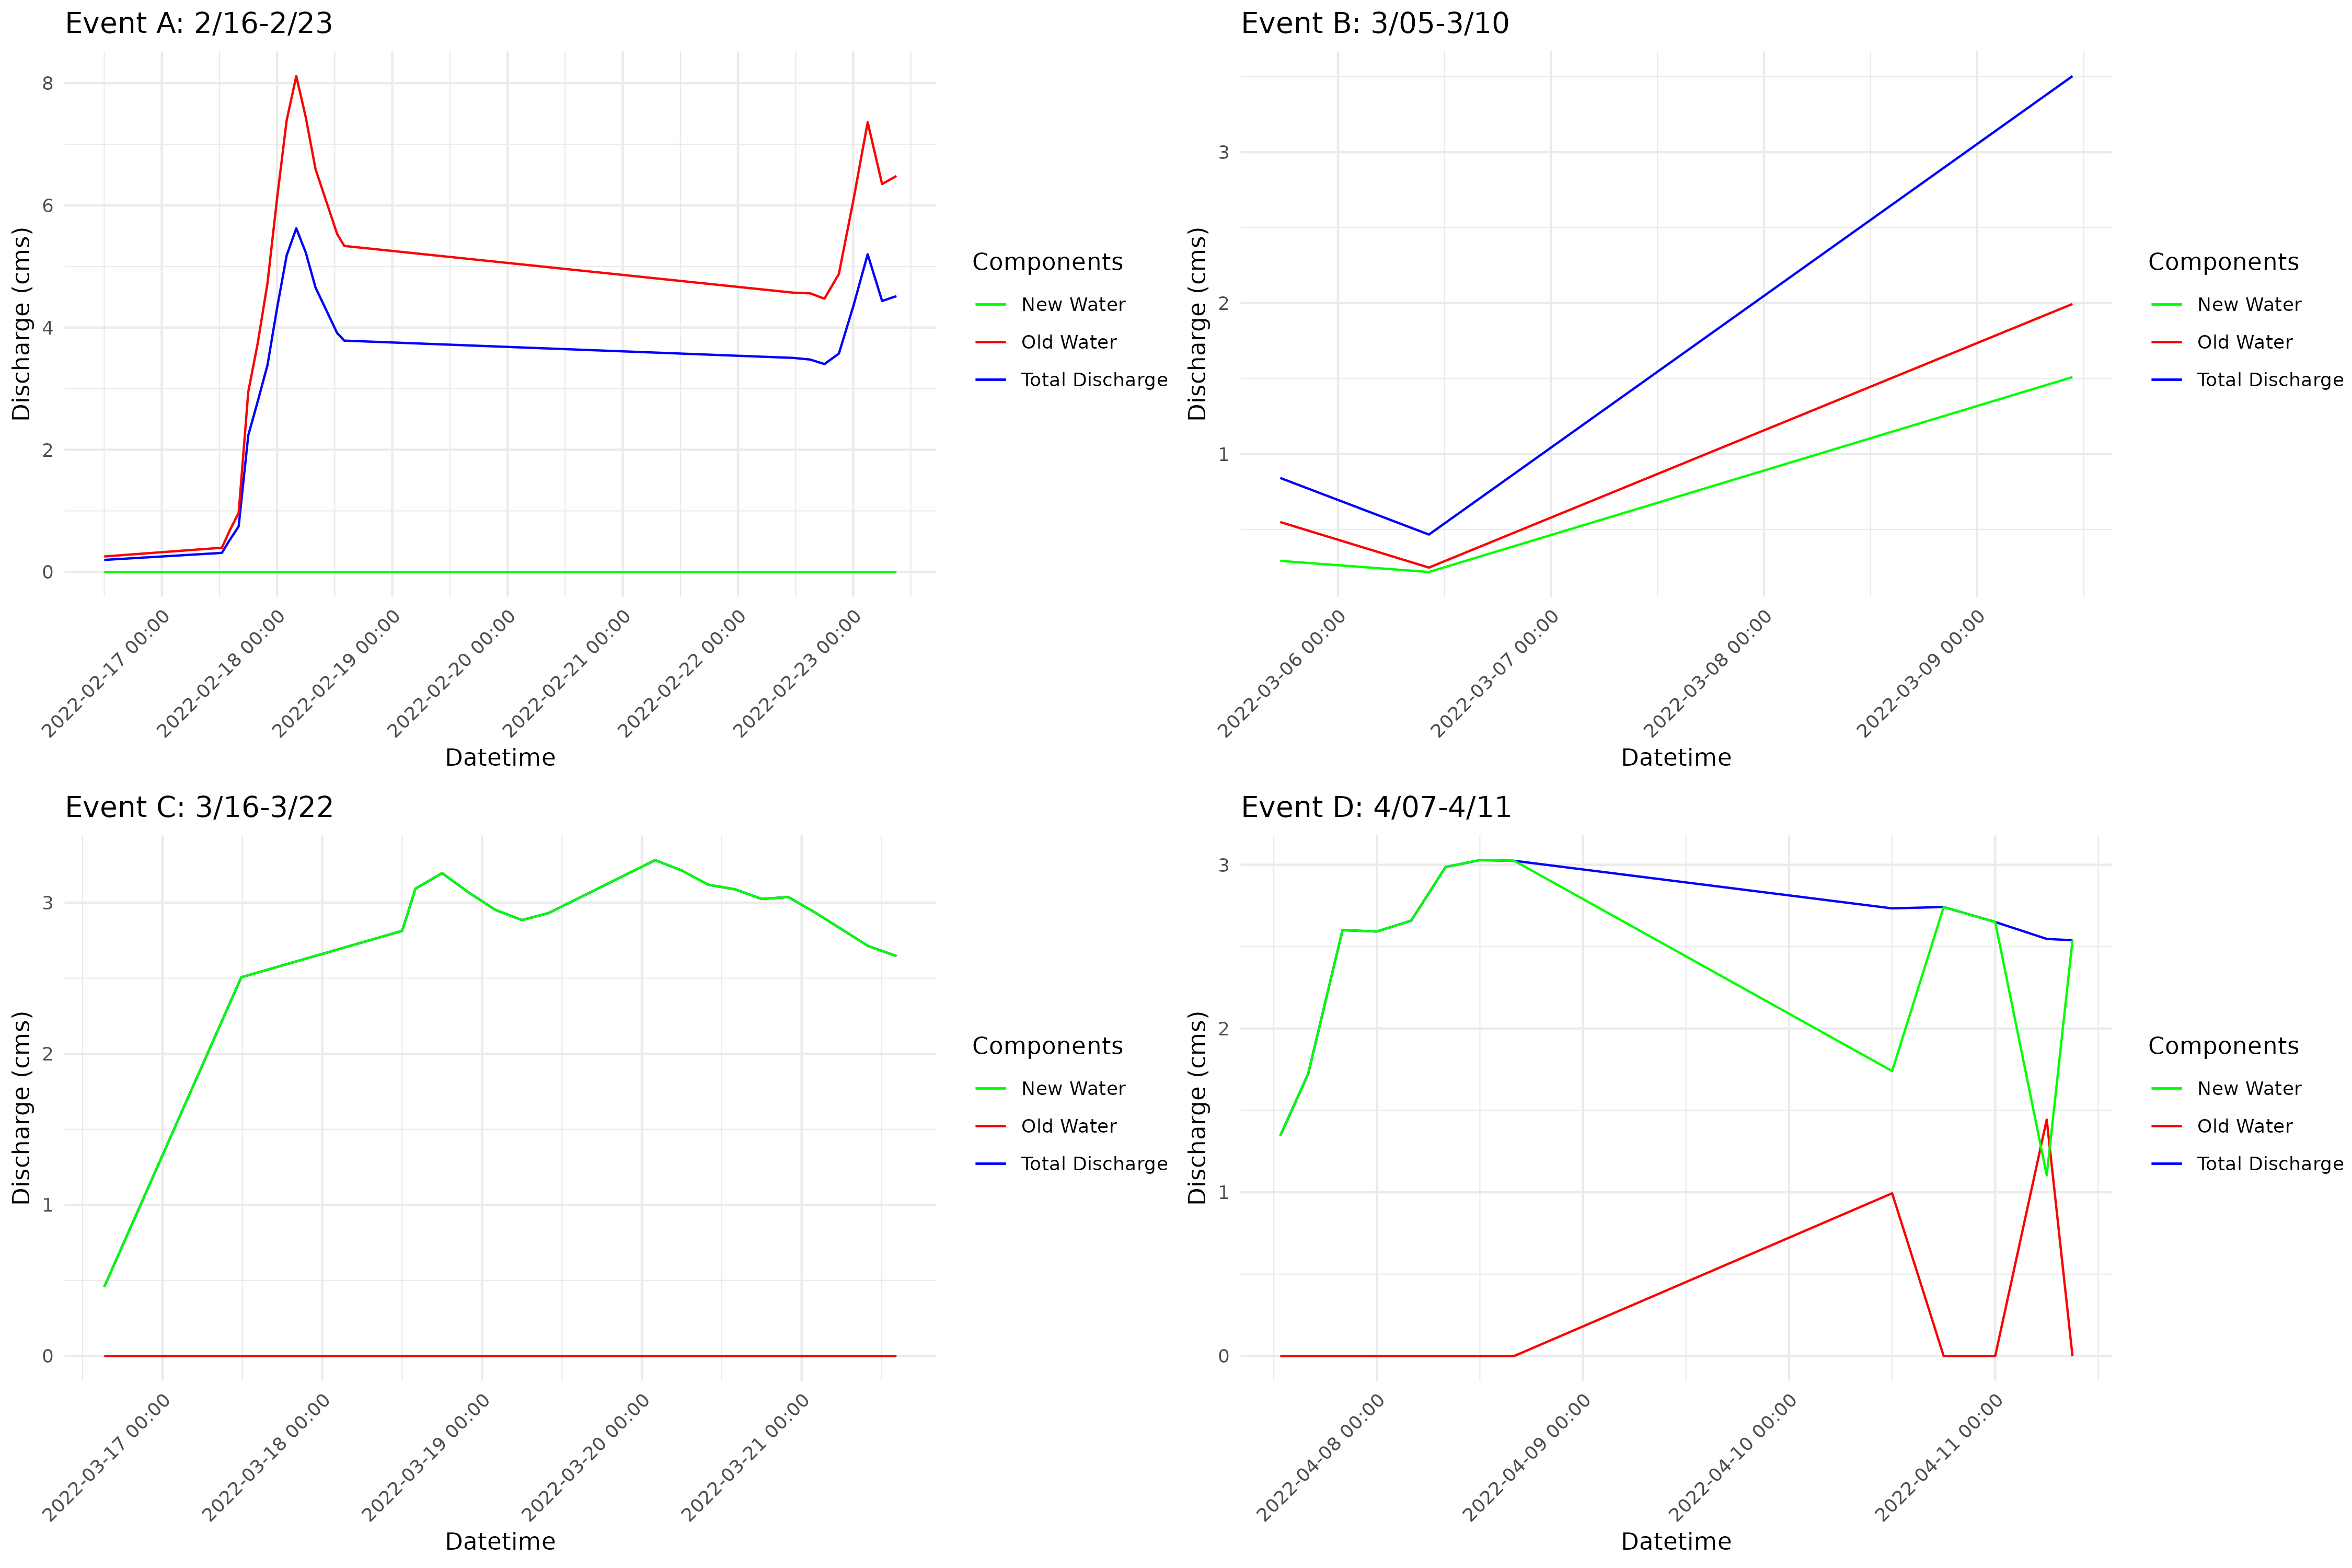 Event A: 2/16-2/23
Discharge (cms)
8
6
4
2
0
2022-02-17 00:00
2022-02-18 00:00
2022-02-19 00:00
2022-02-20 00:00
2022-02-21 00:00
2022-02-22 00:00
2022-02-23 00:00
Datetime
Components
New Water
Old Water
Total Discharge
Event B: 3/05-3/10
Discharge (cms)
3
2
1
2022-03-06 00:00
2022-03-07 00:00
2022-03-08 00:00
2022-03-09 00:00
Datetime
Components
New Water
Old Water
Total Discharge
Event C: 3/16-3/22
Discharge (cms)
3
2
1
0
2022-03-17 00:00
2022-03-18 00:00
2022-03-19 00:00
2022-03-20 00:00
2022-03-21 00:00
Datetime
Components
New Water
Old Water
Total Discharge
Event D: 4/07-4/11
Discharge (cms)
3
2
1
0
2022-04-08 00:00
2022-04-09 00:00
2022-04-10 00:00
2022-04-11 00:00
Datetime
Components
New Water
Old Water
Total Discharge